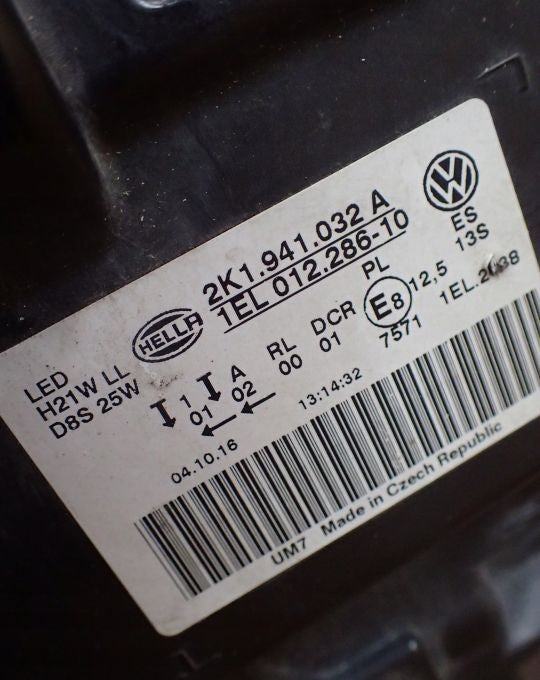 2K1.941.032 A
1EL 012.286-10
HELLA
ES
13S
LED
H21W LL
D8S 25W
1 A RL DCR PL
01 02 00 01 E8 12,5
7571
04.10.16 13:14:32
UM7 Made in Czech Republic